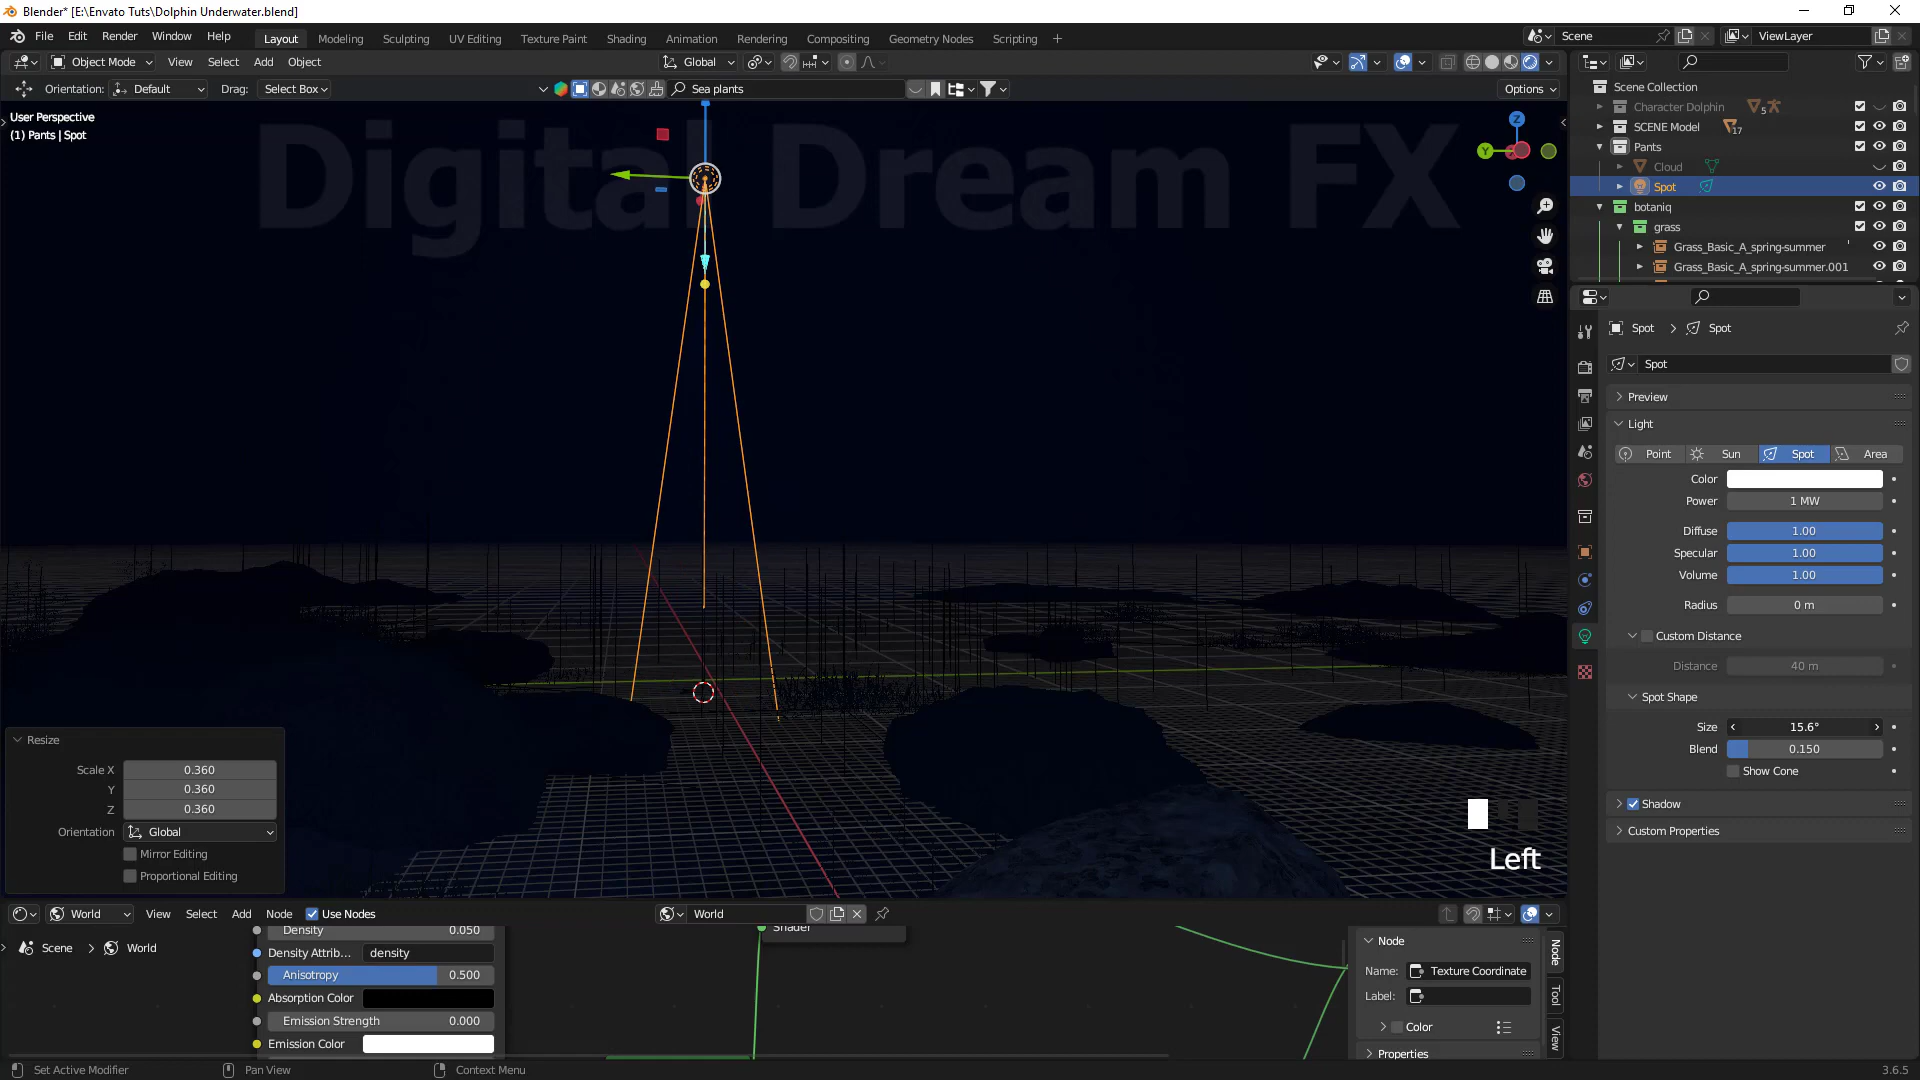 Blender* [E:\Envato Tuts\Dolphin Underwater.blend]
File Edit Render Window Help Layout Modeling Sculpting UV Editing Texture Paint Shading Animation Rendering Compositing Geometry Nodes Scripting + Scene ViewLayer
Object Mode View Select Add Object Global
Orientation: Default Drag: Select Box Sea plants Options
User Perspective
(1) Pants | Spot
Digital Dream FX
Z
Y
Scene Collection
Character Dolphin 5
SCENE Model 17
Pants
Cloud
Spot
botaniq
grass
Grass_Basic_A_spring-summer
Grass_Basic_A_spring-summer.001
Spot > Spot
Spot
Preview
Light
Point Sun Spot Area
Color
Power 1 MW
Diffuse 1.00
Specular 1.00
Volume 1.00
Radius 0 m
Custom Distance
Distance 40 m
Spot Shape
Size 15.6°
Blend 0.150
Show Cone
Shadow
Custom Properties
Resize
Scale X 0.360
Y 0.360
Z 0.360
Orientation Global
Mirror Editing
Proportional Editing
Left
World View Select Add Node Use Nodes World
Scene > World
Density 0.050
Density Attrib... density
Anisotropy 0.500
Absorption Color
Emission Strength 0.000
Emission Color
Shader
Node
Name: Texture Coordinate
Label:
Color
Properties
Node
Tool
View
Set Active Modifier Pan View Context Menu 3.6.5